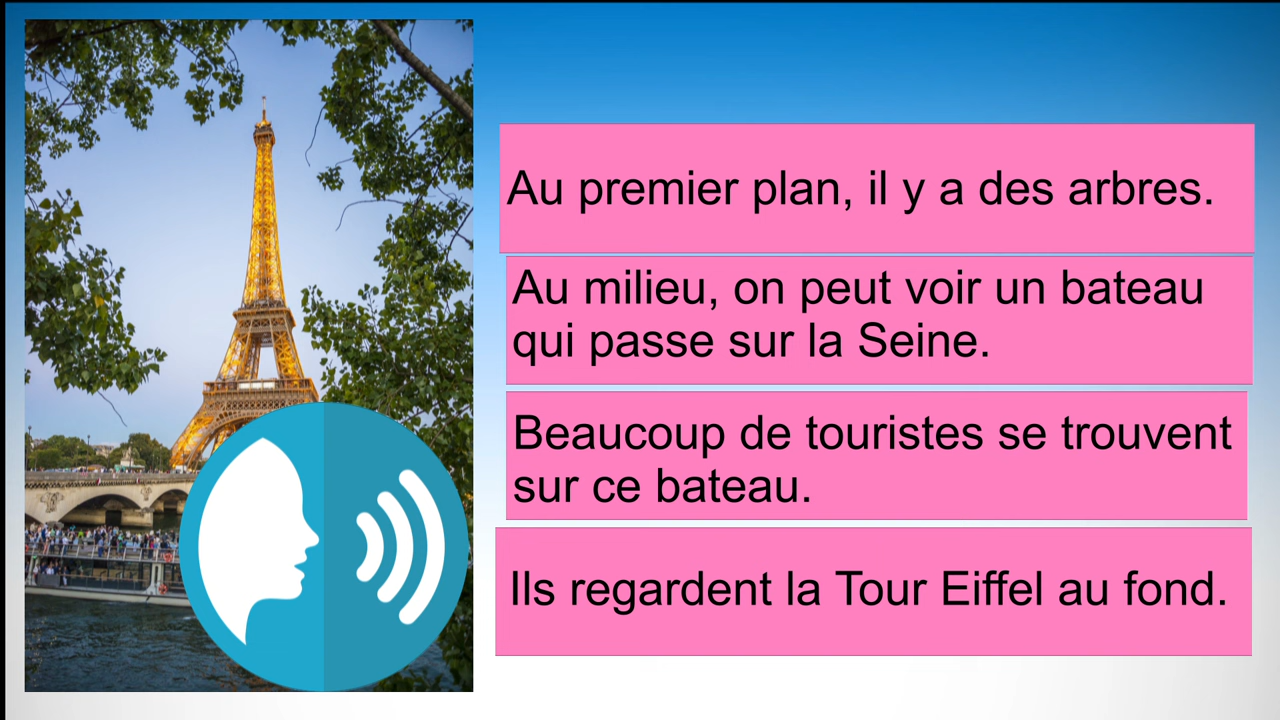 Au premier plan, il y a des arbres.
Au milieu, on peut voir un bateau
qui passe sur la Seine.
Beaucoup de touristes se trouvent
sur ce bateau.
Ils regardent la Tour Eiffel au fond.